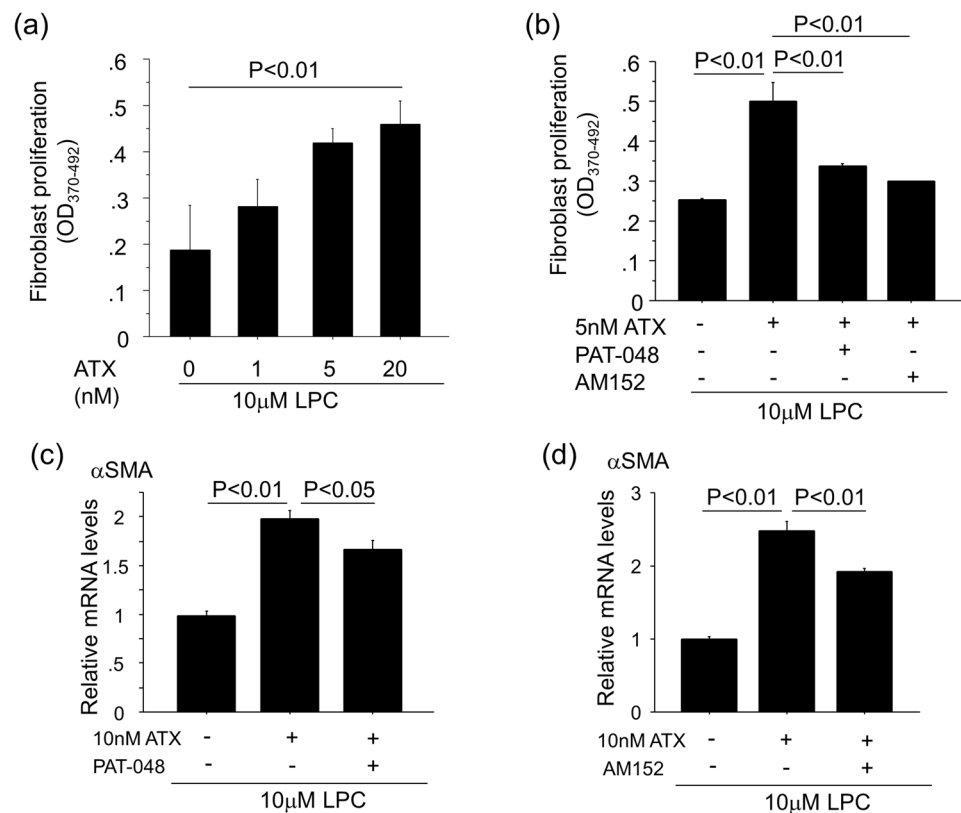 (a)
P<0.01
.6
.5
.4
.3
.2
.1
0
Fibroblast proliferation
(OD370-492)
ATX
(nM)
0 1 5 20
10μM LPC
(b)
P<0.01
P<0.01 P<0.01
.6
.5
.4
.3
.2
.1
0
Fibroblast proliferation
(OD370-492)
5nM ATX - + + +
PAT-048 - - + -
AM152 - - - +
10μM LPC
(c)
αSMA
P<0.01 P<0.05
2
1.5
1
.5
0
Relative mRNA levels
10nM ATX - + +
PAT-048 - - +
10μM LPC
(d)
αSMA
P<0.01 P<0.01
3
2
1
0
Relative mRNA levels
10nM ATX - + +
AM152 - - +
10μM LPC